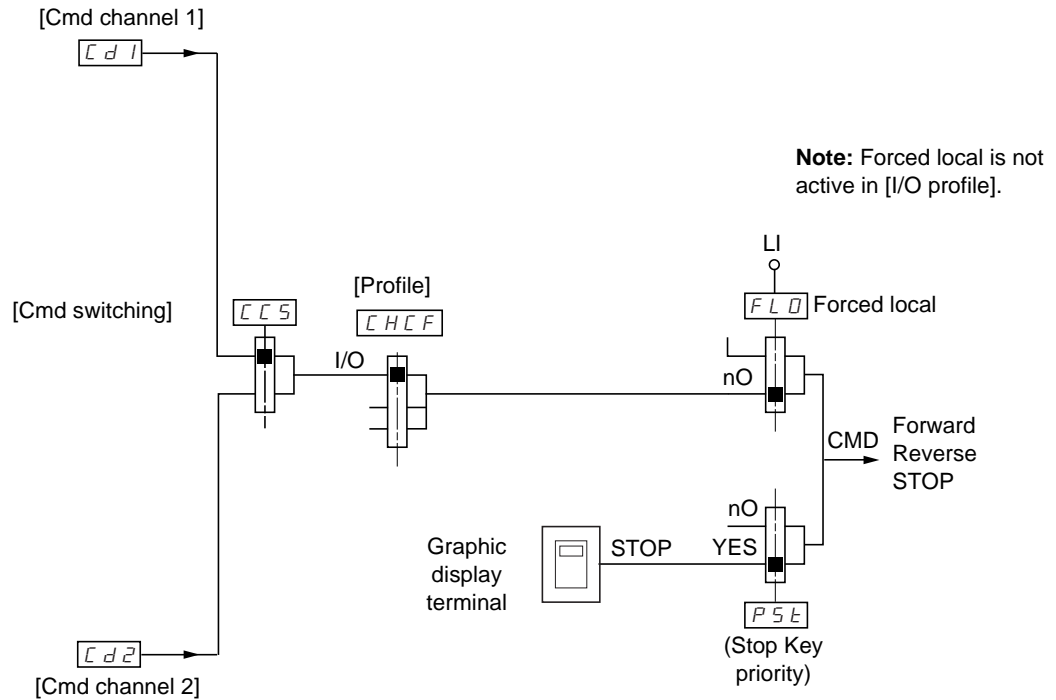 [Cmd channel 1]
Cd1
Note: Forced local is not
active in [I/O profile].
LI
[Profile]
[Cmd switching]
CCS
CHCF
FLO
Forced local
I/O
nO
CMD
Forward
Reverse
STOP
nO
Graphic
display
terminal
STOP
YES
PSt
(Stop Key
priority)
Cd2
[Cmd channel 2]